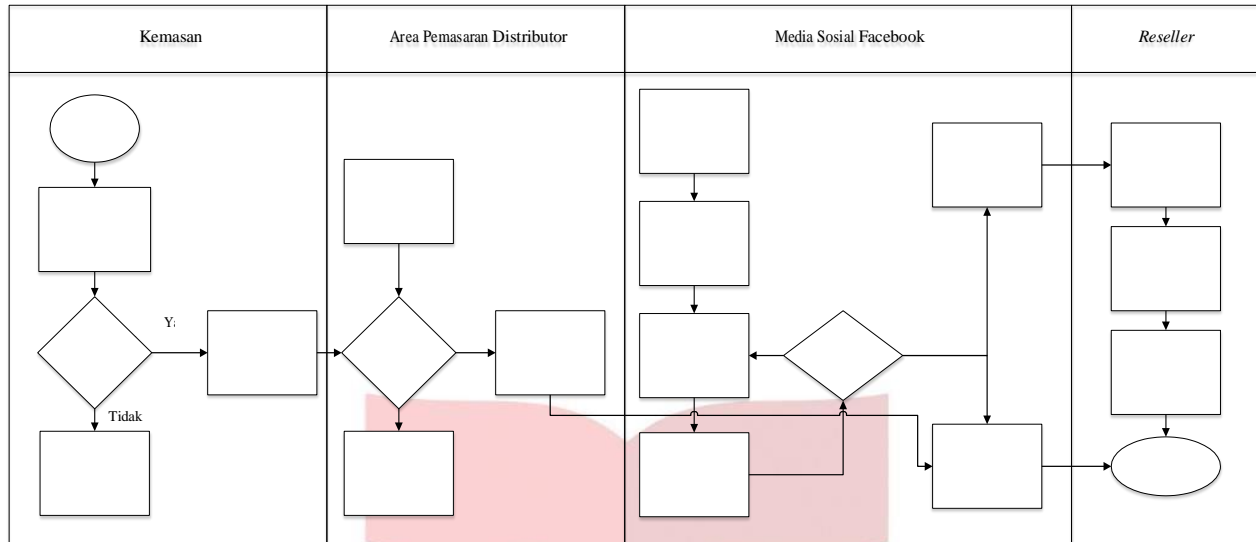 Kemasan
Area Pemasaran Distributor
Media Sosial Facebook
Reseller
Tidak